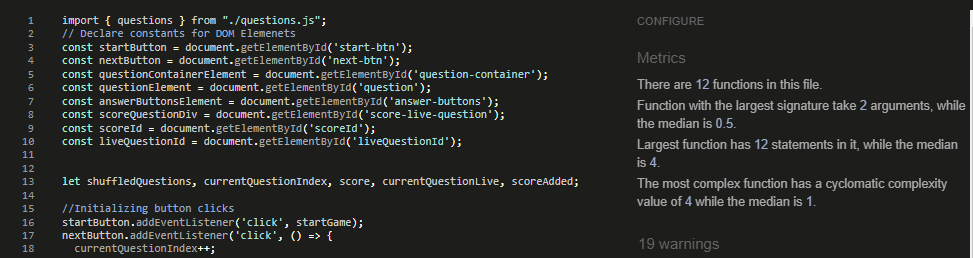 1 import { questions } from "./questions.js";
2 // Declare constants for DOM Elemenets
3 const startButton = document.getElementById('start-btn');
4 const nextButton = document.getElementById('next-btn');
5 const questionContainerElement = document.getElementById('question-container');
6 const questionElement = document.getElementById('question');
7 const answerButtonsElement = document.getElementById('answer-buttons');
8 const scoreQuestionDiv = document.getElementById('score-live-question');
9 const scoreId = document.getElementById('scoreId');
10 const liveQuestionId = document.getElementById('liveQuestionId');
11
12
13 let shuffledQuestions, currentQuestionIndex, score, currentQuestionLive, scoreAdded;
14
15 //Initializing button clicks
16 startButton.addEventListener('click', startGame);
17 nextButton.addEventListener('click', () => {
18 currentQuestionIndex++;
CONFIGURE
Metrics
There are 12 functions in this file.
Function with the largest signature take 2 arguments, while
the median is 0.5.
Largest function has 12 statements in it, while the median
is 4.
The most complex function has a cyclomatic complexity
value of 4 while the median is 1.
19 warnings